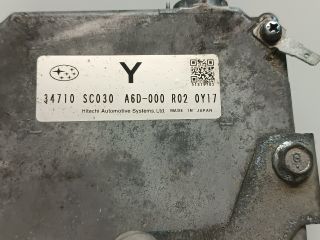 Y
34710 SC030 A6D-000 R02 0Y17
Hitachi Automotive Systems, Ltd. MADE IN JAPAN